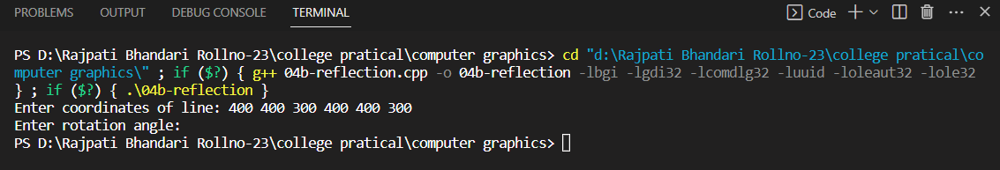 PROBLEMS OUTPUT DEBUG CONSOLE TERMINAL Code
PS D:\Rajpati Bhandari Rollno-23\college pratical\computer graphics> cd "d:\Rajpati Bhandari Rollno-23\college pratical\co
mputer graphics\" ; if ($?) { g++ 04b-reflection.cpp -o 04b-reflection -lbgi -lgdi32 -lcomdlg32 -luuid -loleaut32 -lole32
} ; if ($?) { .\04b-reflection }
Enter coordinates of line: 400 400 300 400 400 300
Enter rotation angle:
PS D:\Rajpati Bhandari Rollno-23\college pratical\computer graphics>